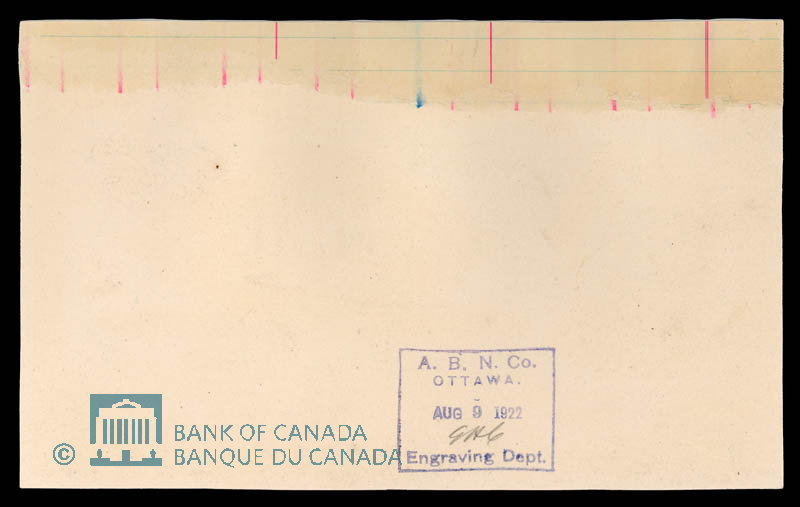 A. B. N. Co.
OTTAWA.
AUG 9 1922
Engraving Dept.
© BANK OF CANADA
BANQUE DU CANADA